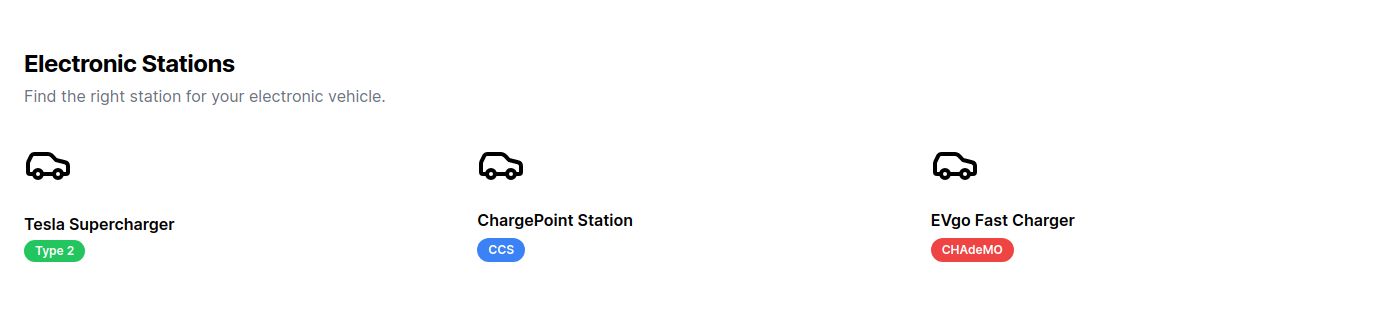 Electronic Stations
Find the right station for your electronic vehicle.
Tesla Supercharger
Type 2
ChargePoint Station
CCS
EVgo Fast Charger
CHAdeMO